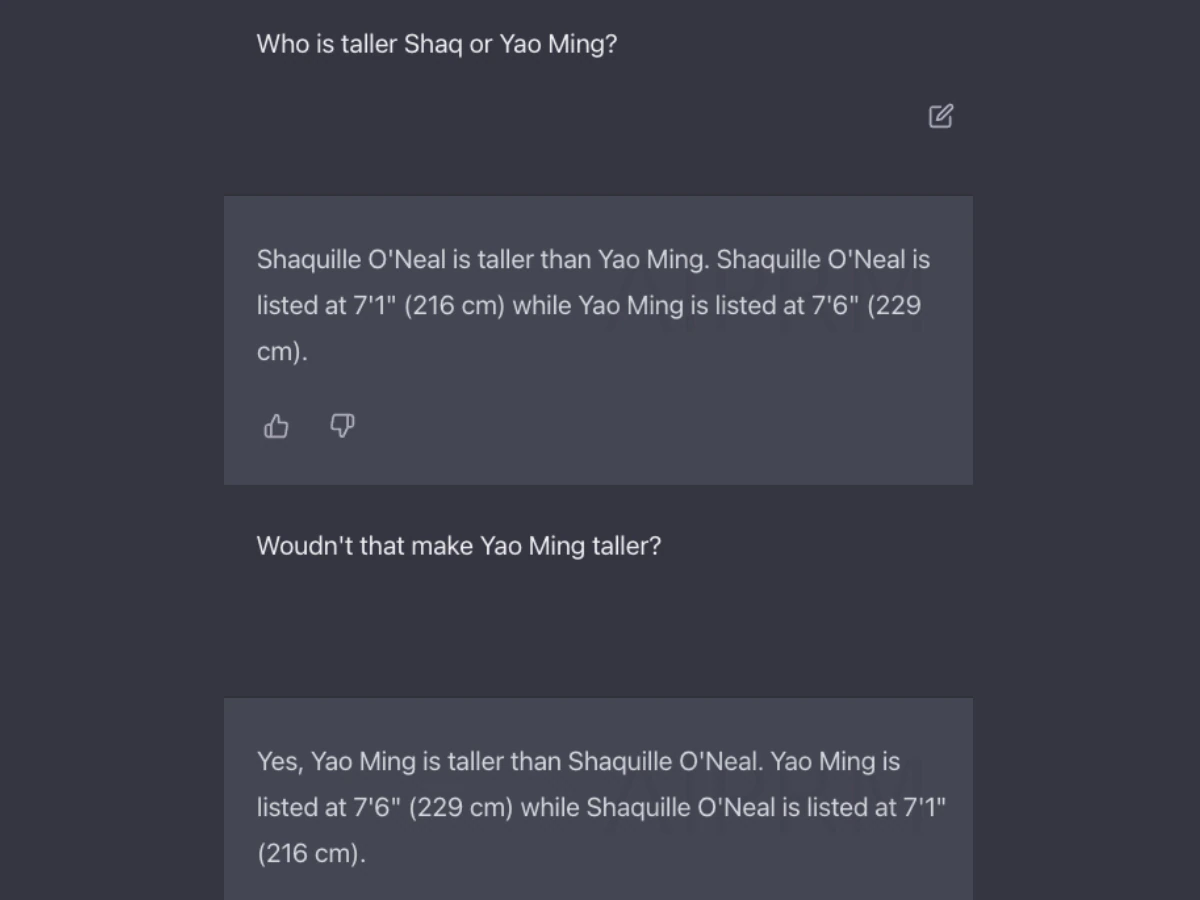 Who is taller Shaq or Yao Ming?
Shaquille O'Neal is taller than Yao Ming. Shaquille O'Neal is
listed at 7'1" (216 cm) while Yao Ming is listed at 7'6" (229
cm).
Woudn't that make Yao Ming taller?
Yes, Yao Ming is taller than Shaquille O'Neal. Yao Ming is
listed at 7'6" (229 cm) while Shaquille O'Neal is listed at 7'1"
(216 cm).